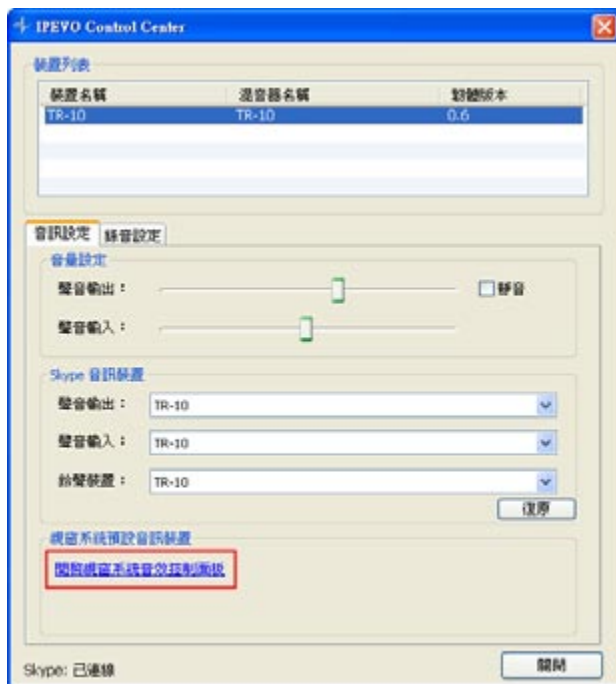 IPEVO Control Center
裝置列表
裝置名稱 混音器名稱 韌體版本
TR-10 TR-10 0.6
音訊設定 錄音設定
音量設定
聲音輸出： 靜音
聲音輸入：
Skype 音訊裝置
聲音輸出： TR-10
聲音輸入： TR-10
鈴聲裝置： TR-10
復原
視窗系統預設音訊裝置
開啟視窗系統音效控制面板
Skype: 已連線 關閉